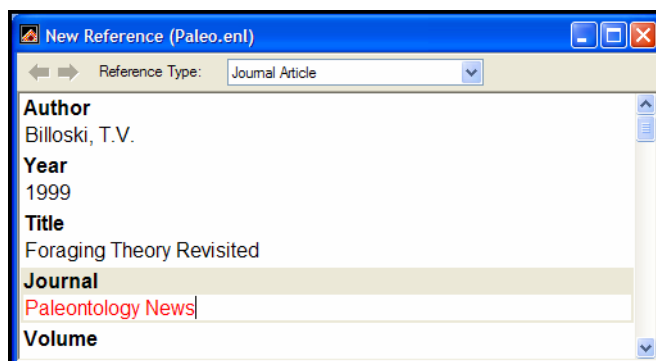 New Reference (Paleo.enl)
Reference Type: Journal Article
Author
Billoski, T.V.
Year
1999
Title
Foraging Theory Revisited
Journal
Paleontology News
Volume